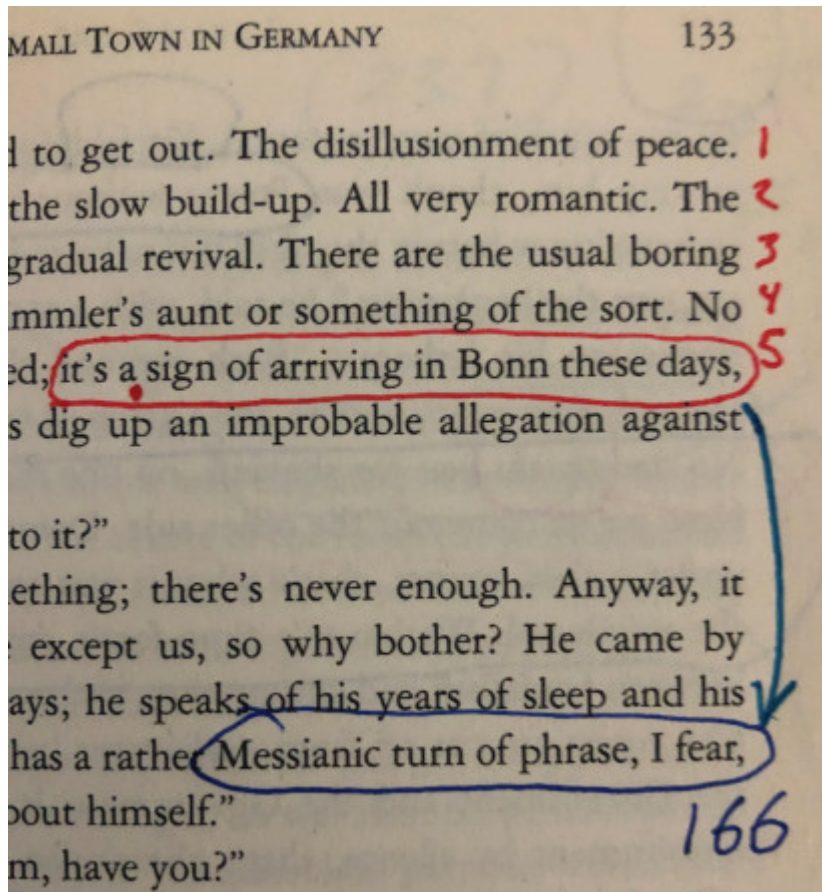 MALL TOWN IN GERMANY 133
to get out. The disillusionment of peace. 1
the slow build-up. All very romantic. The 2
gradual revival. There are the usual boring 3
mmler's aunt or something of the sort. No 4
ed; it's a sign of arriving in Bonn these days, 5
s dig up an improbable allegation against
to it?”
ething; there's never enough. Anyway, it
except us, so why bother? He came by
ays; he speaks of his years of sleep and his
has a rather Messianic turn of phrase, I fear,
bout himself.”
166
m, have you?”